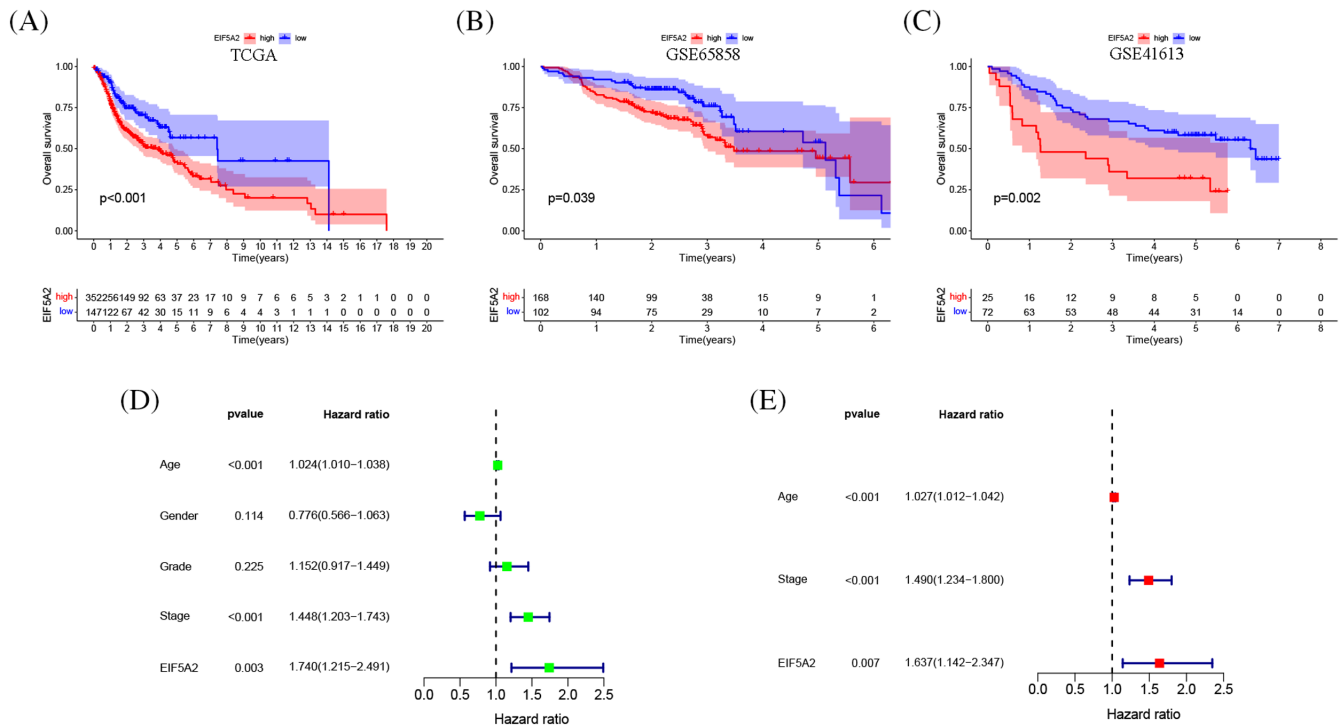 (A)
EIF5A2 high low
TCGA
Overall survival
1.00
0.75
0.50
0.25
0.00
p<0.001
0 1 2 3 4 5 6 7 8 9 10 11 12 13 14 15 16 17 18 19 20
Time(years)
EIF5A2
high 352 256 149 92 63 37 23 17 10 9 7 6 6 5 3 2 1 1 0 0 0
low 147 122 67 42 30 15 11 9 6 4 4 3 1 1 1 0 0 0 0 0 0
0 1 2 3 4 5 6 7 8 9 10 11 12 13 14 15 16 17 18 19 20
Time(years)
(B)
EIF5A2 high low
GSE65858
Overall survival
1.00
0.75
0.50
0.25
0.00
p=0.039
0 1 2 3 4 5 6
Time(years)
EIF5A2
high 168 140 99 38 15 9 1
low 102 94 75 29 10 7 2
0 1 2 3 4 5 6
Time(years)
(C)
EIF5A2 high low
GSE41613
Overall survival
1.00
0.75
0.50
0.25
0.00
p=0.002
0 1 2 3 4 5 6 7 8
Time(years)
EIF5A2
high 25 16 12 9 8 5 0 0 0
low 72 63 53 48 44 31 14 0 0
0 1 2 3 4 5 6 7 8
Time(years)
(D)
pvalue Hazard ratio
Age <0.001 1.024(1.010−1.038)
Gender 0.114 0.776(0.566−1.063)
Grade 0.225 1.152(0.917−1.449)
Stage <0.001 1.448(1.203−1.743)
EIF5A2 0.003 1.740(1.215−2.491)
0.0 0.5 1.0 1.5 2.0 2.5
Hazard ratio
(E)
pvalue Hazard ratio
Age <0.001 1.027(1.012−1.042)
Stage <0.001 1.490(1.234−1.800)
EIF5A2 0.007 1.637(1.142−2.347)
0.0 0.5 1.0 1.5 2.0 2.5
Hazard ratio